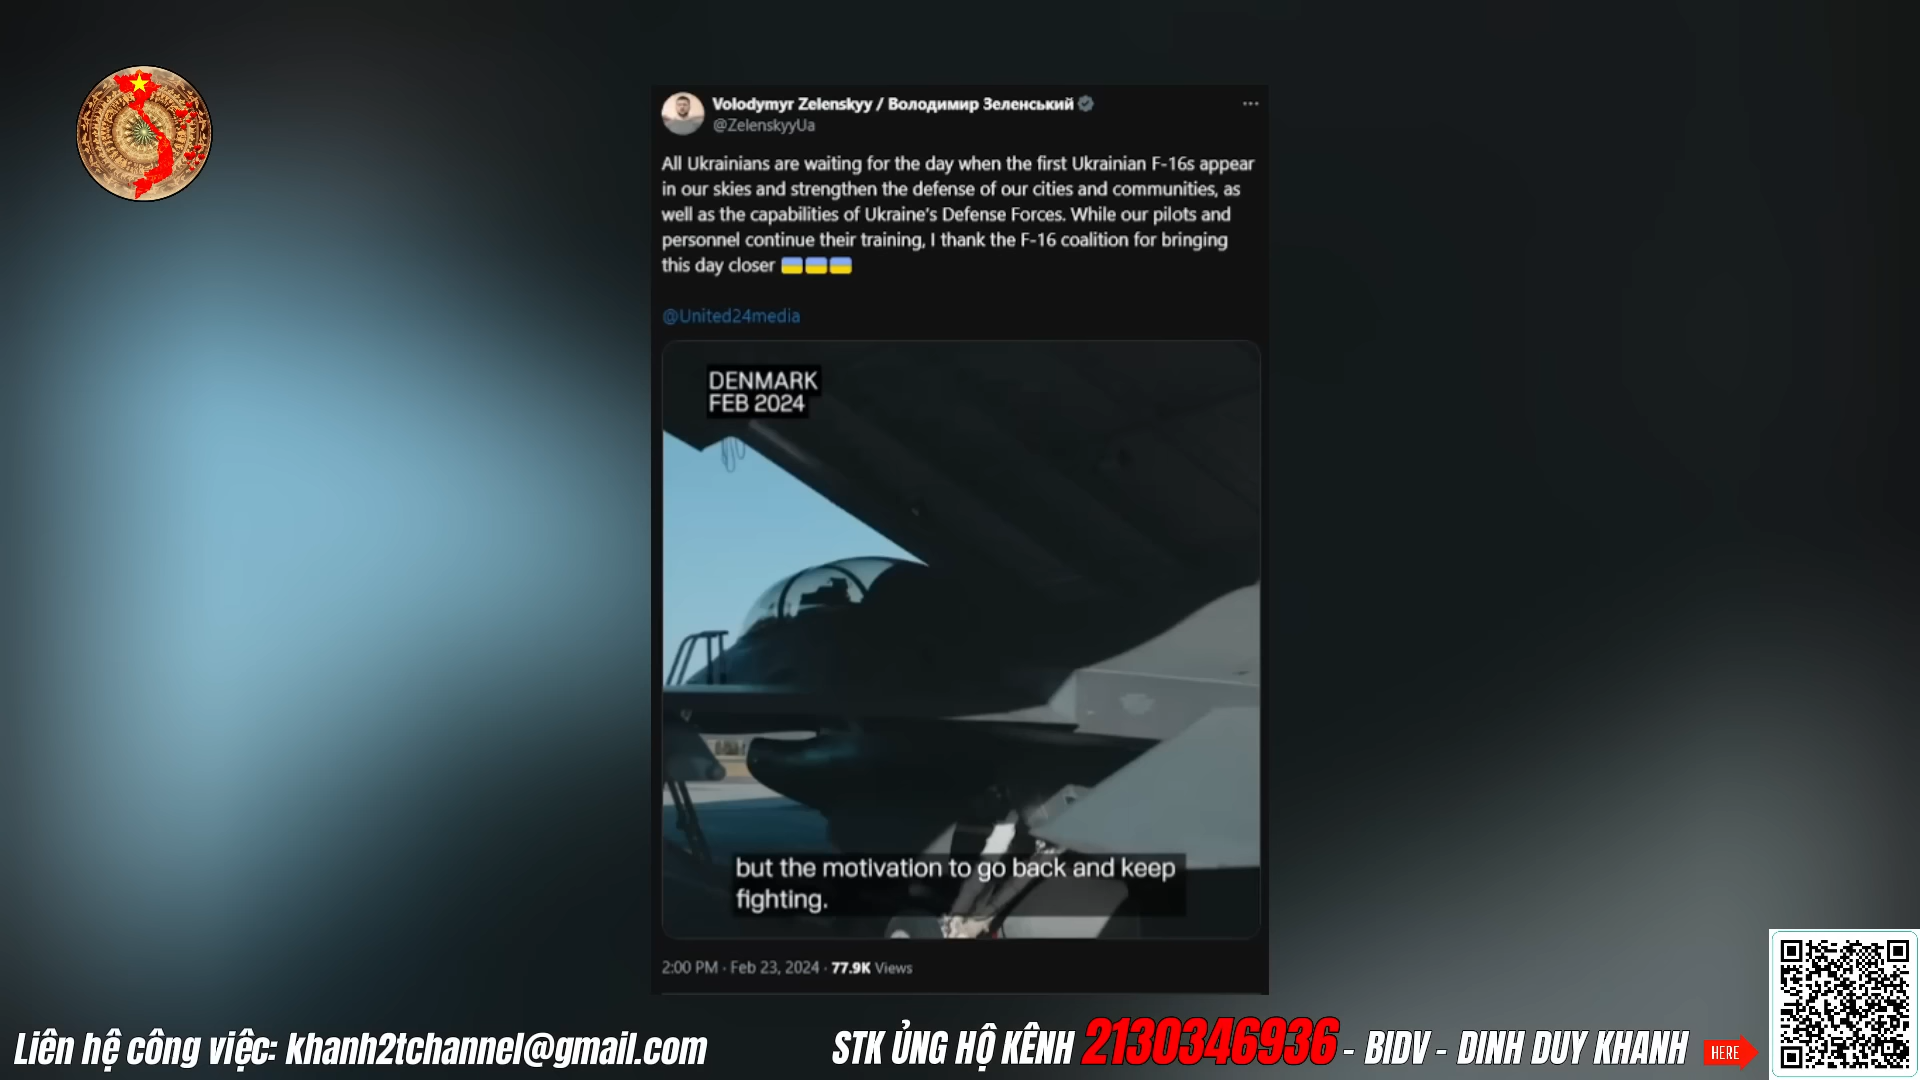 Volodymyr Zelenskyy / Володимир Зеленський
@ZelenskyyUa
All Ukrainians are waiting for the day when the first Ukrainian F-16s appear
in our skies and strengthen the defense of our cities and communities, as
well as the capabilities of Ukraine's Defense Forces. While our pilots and
personnel continue their training, I thank the F-16 coalition for bringing
this day closer 🇺🇦🇺🇦🇺🇦
@United24media
DENMARK
FEB 2024
but the motivation to go back and keep
fighting.
2:00 PM · Feb 23, 2024 · 77.9K Views
Liên hệ công việc: khanh2tchannel@gmail.com
STK ỦNG HỘ KÊNH 2130346936 - BIDV - DINH DUY KHANH
HERE